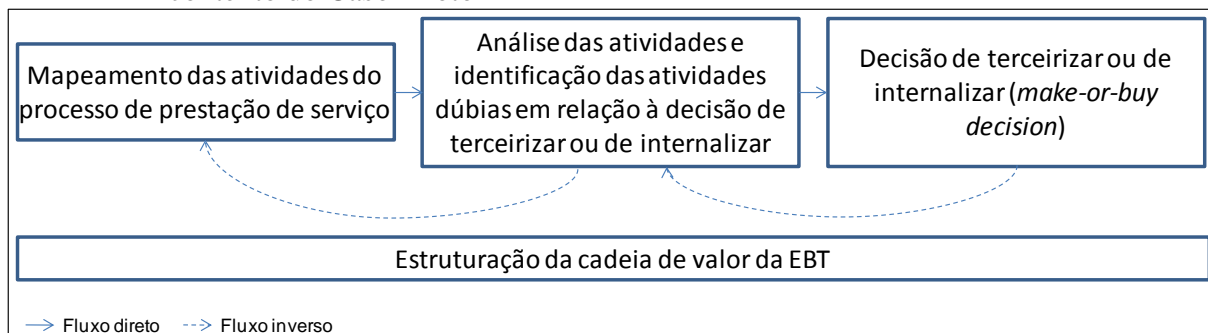 Mapeamento das atividades do
processo de prestação de serviço
Análise das atividades e
identificação das atividades
dúbias em relação à decisão de
terceirizar ou de internalizar
Decisão de terceirizar ou de
internalizar (make-or-buy
decision)
Estruturação da cadeia de valor da EBT
Fluxo direto
Fluxo inverso